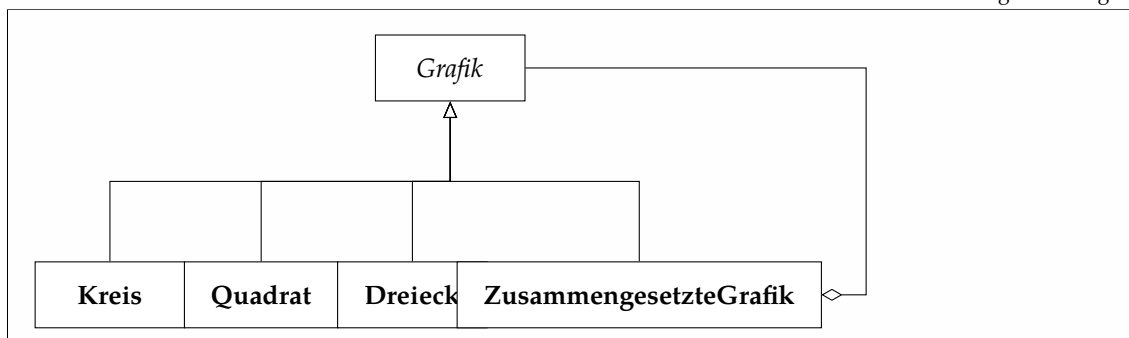 Grafik
Kreis
Quadrat
Dreieck
ZusammengesetzteGrafik